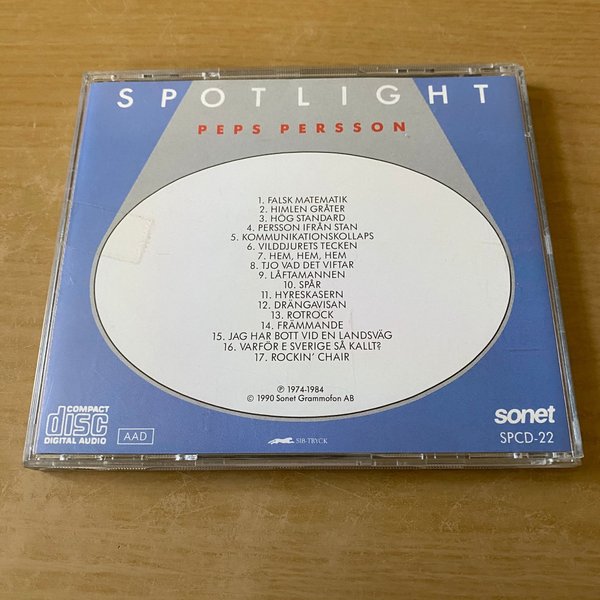 SPOTLIGHT
PEPS PERSSON
1. FALSK MATEMATIK
2. HIMLEN GRÅTER
3. HÖG STANDARD
4. PERSSON IFRÅN STAN
5. KOMMUNIKATIONSKOLLAPS
6. VILDDJURETS TECKEN
7. HEM, HEM, HEM
8. TJO VAD DET VIFTAR
9. LÅFTAMANNEN
10. SPÅR
11. HYRESKASERN
12. DRÄNGAVISAN
13. ROTROCK
14. FRÄMMANDE
15. JAG HAR BOTT VID EN LANDSVÄG
16. VARFÖR E SVERIGE SÅ KALLT?
17. ROCKIN' CHAIR
℗ 1974-1984
© 1990 Sonet Grammofon AB
COMPACT
disc
DIGITAL AUDIO
AAD
SIB-TRYCK
sonet
SPCD-22